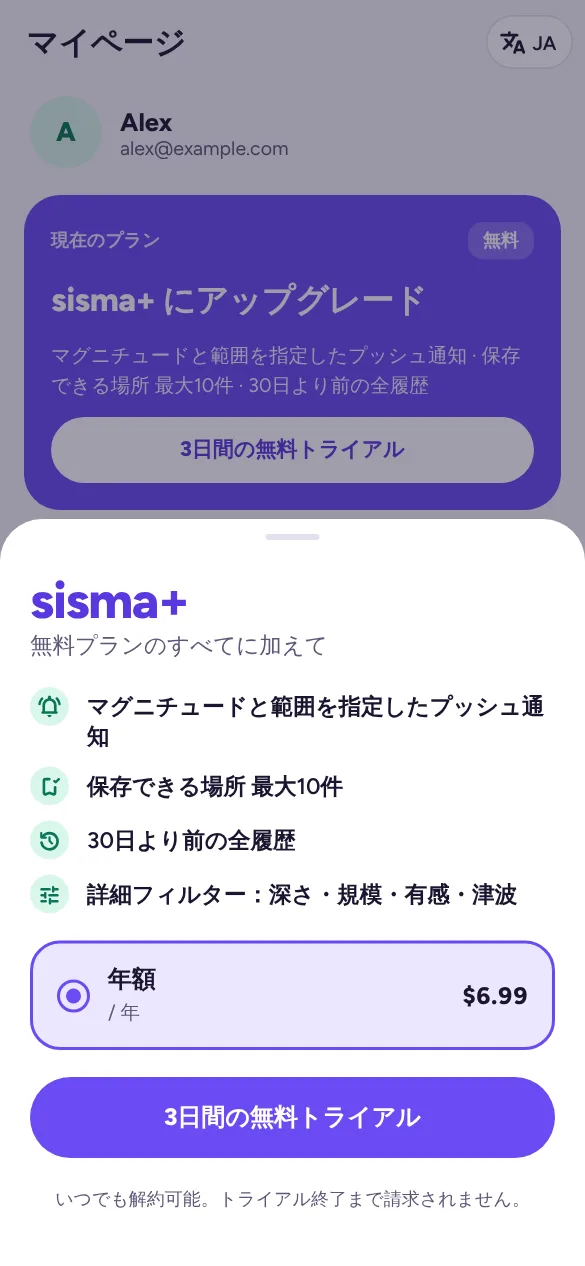 マイページ
JA
A
Alex
alex@example.com
現在のプラン
無料
sisma+ にアップグレード
マグニチュードと範囲を指定したプッシュ通知 · 保存
できる場所 最大10件 · 30日より前の全履歴
3日間の無料トライアル
sisma+
無料プランのすべてに加えて
マグニチュードと範囲を指定したプッシュ通
知
保存できる場所 最大10件
30日より前の全履歴
詳細フィルター：深さ・規模・有感・津波
年額
/ 年
$6.99
3日間の無料トライアル
いつでも解約可能。トライアル終了まで請求されません。